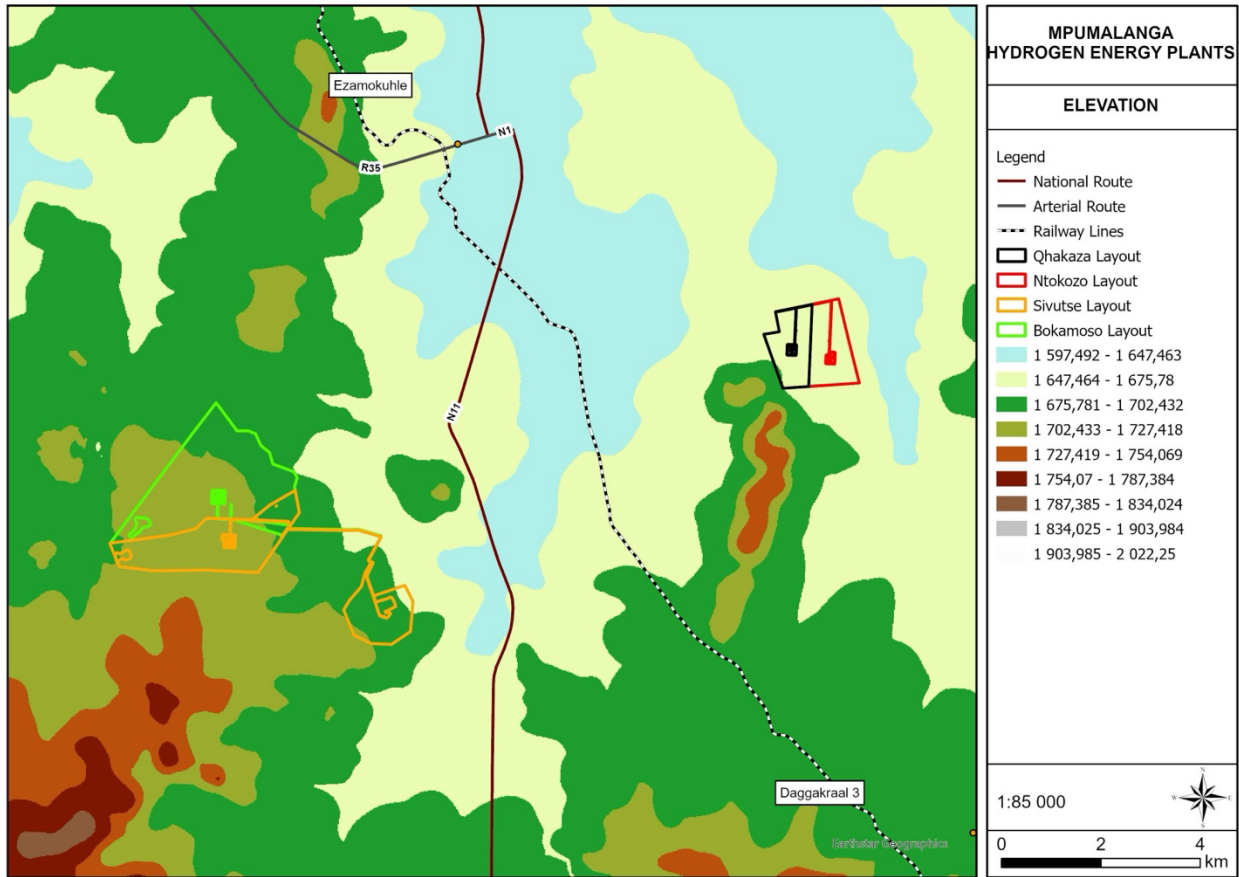 Ezamokuhle
N1
R35
N11
Daggakraal 3
Earthstar Geographics
MPUMALANGA
HYDROGEN ENERGY PLANTS
ELEVATION
Legend
National Route
Arterial Route
Railway Lines
Qhakaza Layout
Ntokozo Layout
Sivutse Layout
Bokamoso Layout
1 597,492 - 1 647,463
1 647,464 - 1 675,78
1 675,781 - 1 702,432
1 702,433 - 1 727,418
1 727,419 - 1 754,069
1 754,07 - 1 787,384
1 787,385 - 1 834,024
1 834,025 - 1 903,984
1 903,985 - 2 022,25
1:85 000
N
W E
S
0 2 4
km